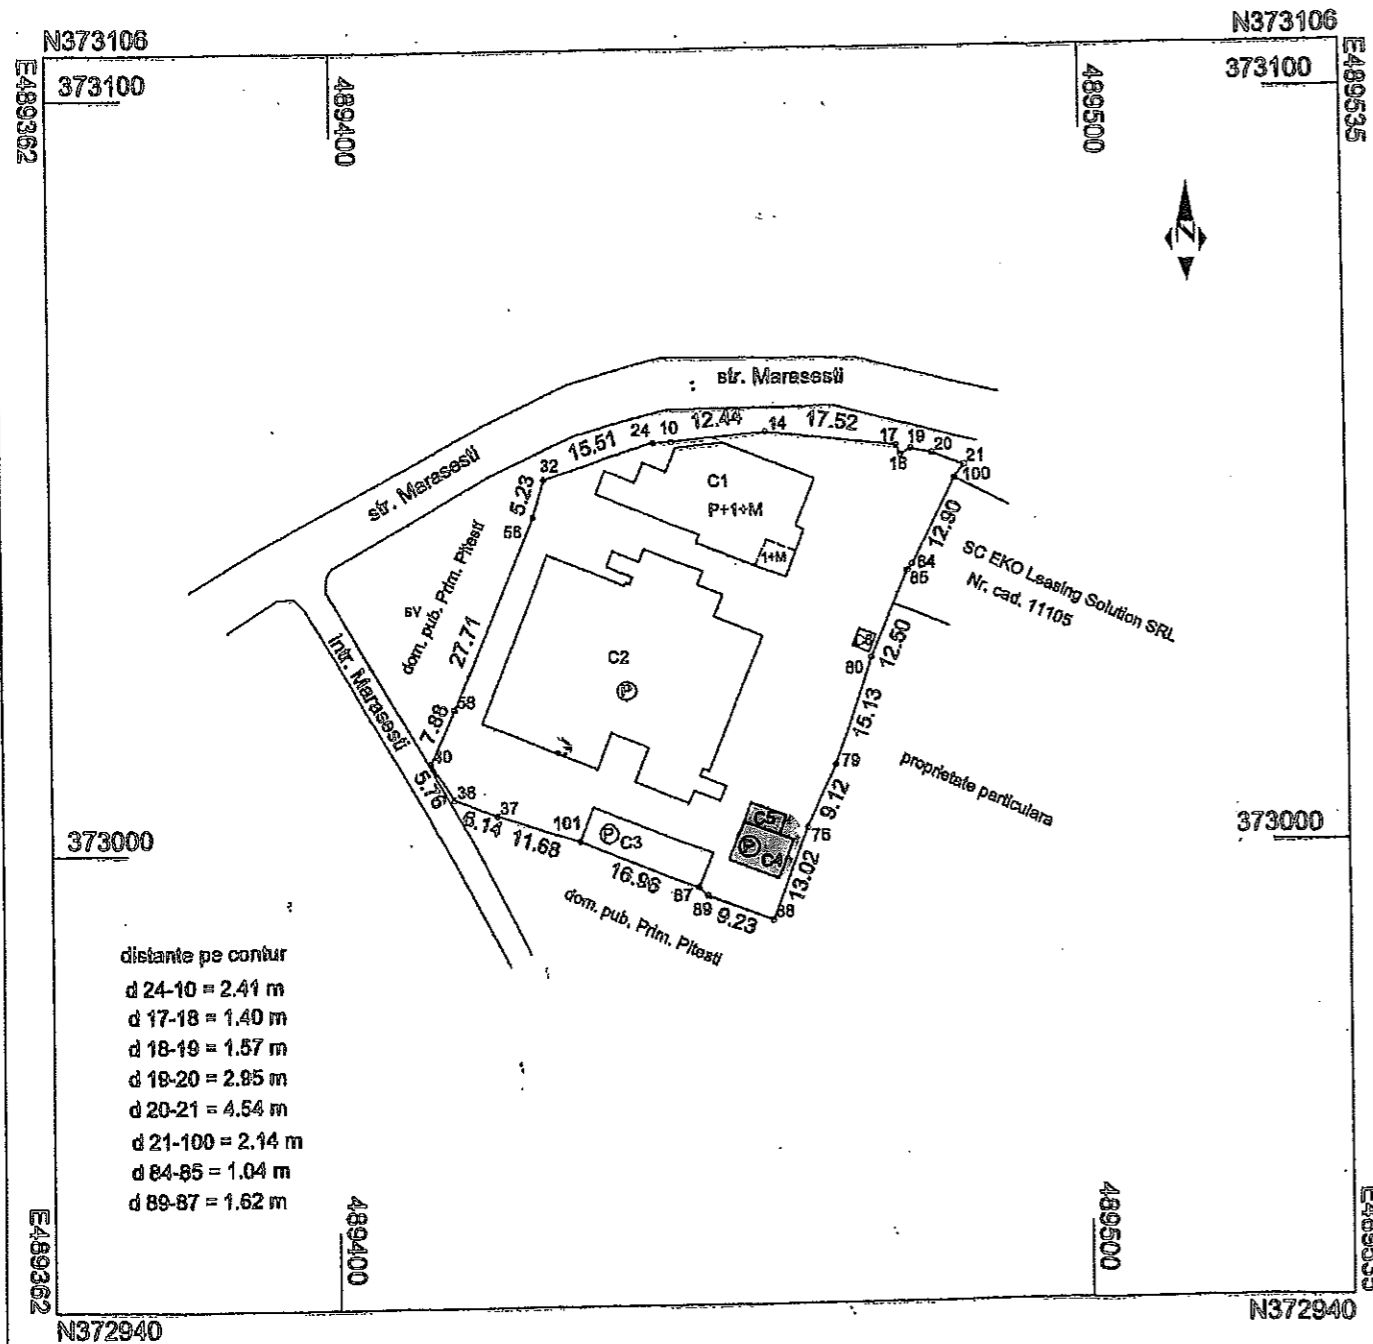 N373106
N373106
E489362
373100
489400
489500
373100
E489535
Z
str. Marasesti
24 10 12.44 14 17.52 17 19 20 21
18 100
15.51
32
5.23
56
str. Marasesti
C1
P+1+M
1+M
12.90
84
85
SC EKO Leasing Solution SRL
Nr. cad. 11105
sv
dom. pub. Prim. Pitesti
27.71
C2
P
80
12.50
15.13
intr. Marasesti
58
7.88
40
5.76
38
6.14
37
11.68
101
79
9.12
proprietate particulara
C5
75
P C4
13.02
P C3
16.96
87
89
9.23
88
373000
373000
dom. pub. Prim. Pitesti
distante pe contur
d 24-10 = 2.41 m
d 17-18 = 1.40 m
d 18-19 = 1.57 m
d 19-20 = 2.95 m
d 20-21 = 4.54 m
d 21-100 = 2.14 m
d 84-85 = 1.04 m
d 89-87 = 1.62 m
E489362
489400
489500
E489535
N372940
N372940